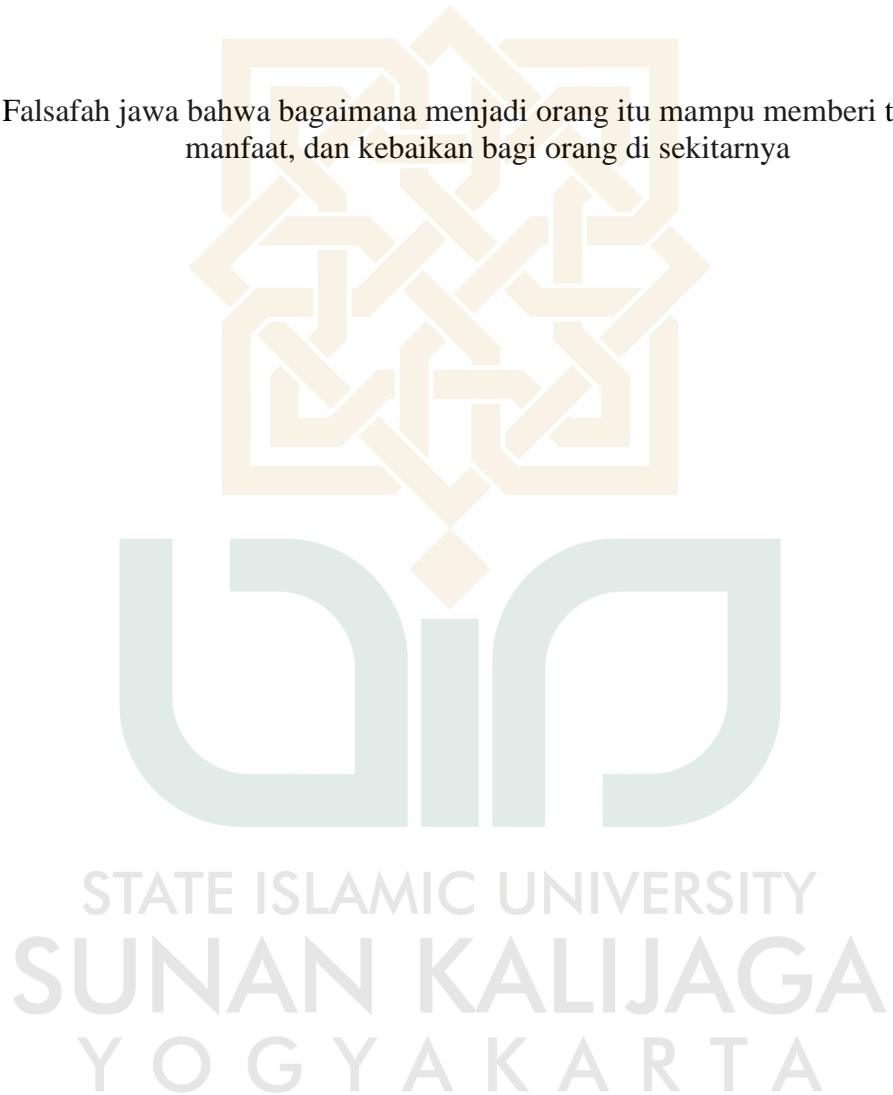 Falsafah jawa bahwa bagaimana menjadi orang itu mampu memberi
manfaat, dan kebaikan bagi orang di sekitarnya
STATE ISLAMIC UNIVERSITY
SUNAN KALIJAGA
YOGYAKARTA